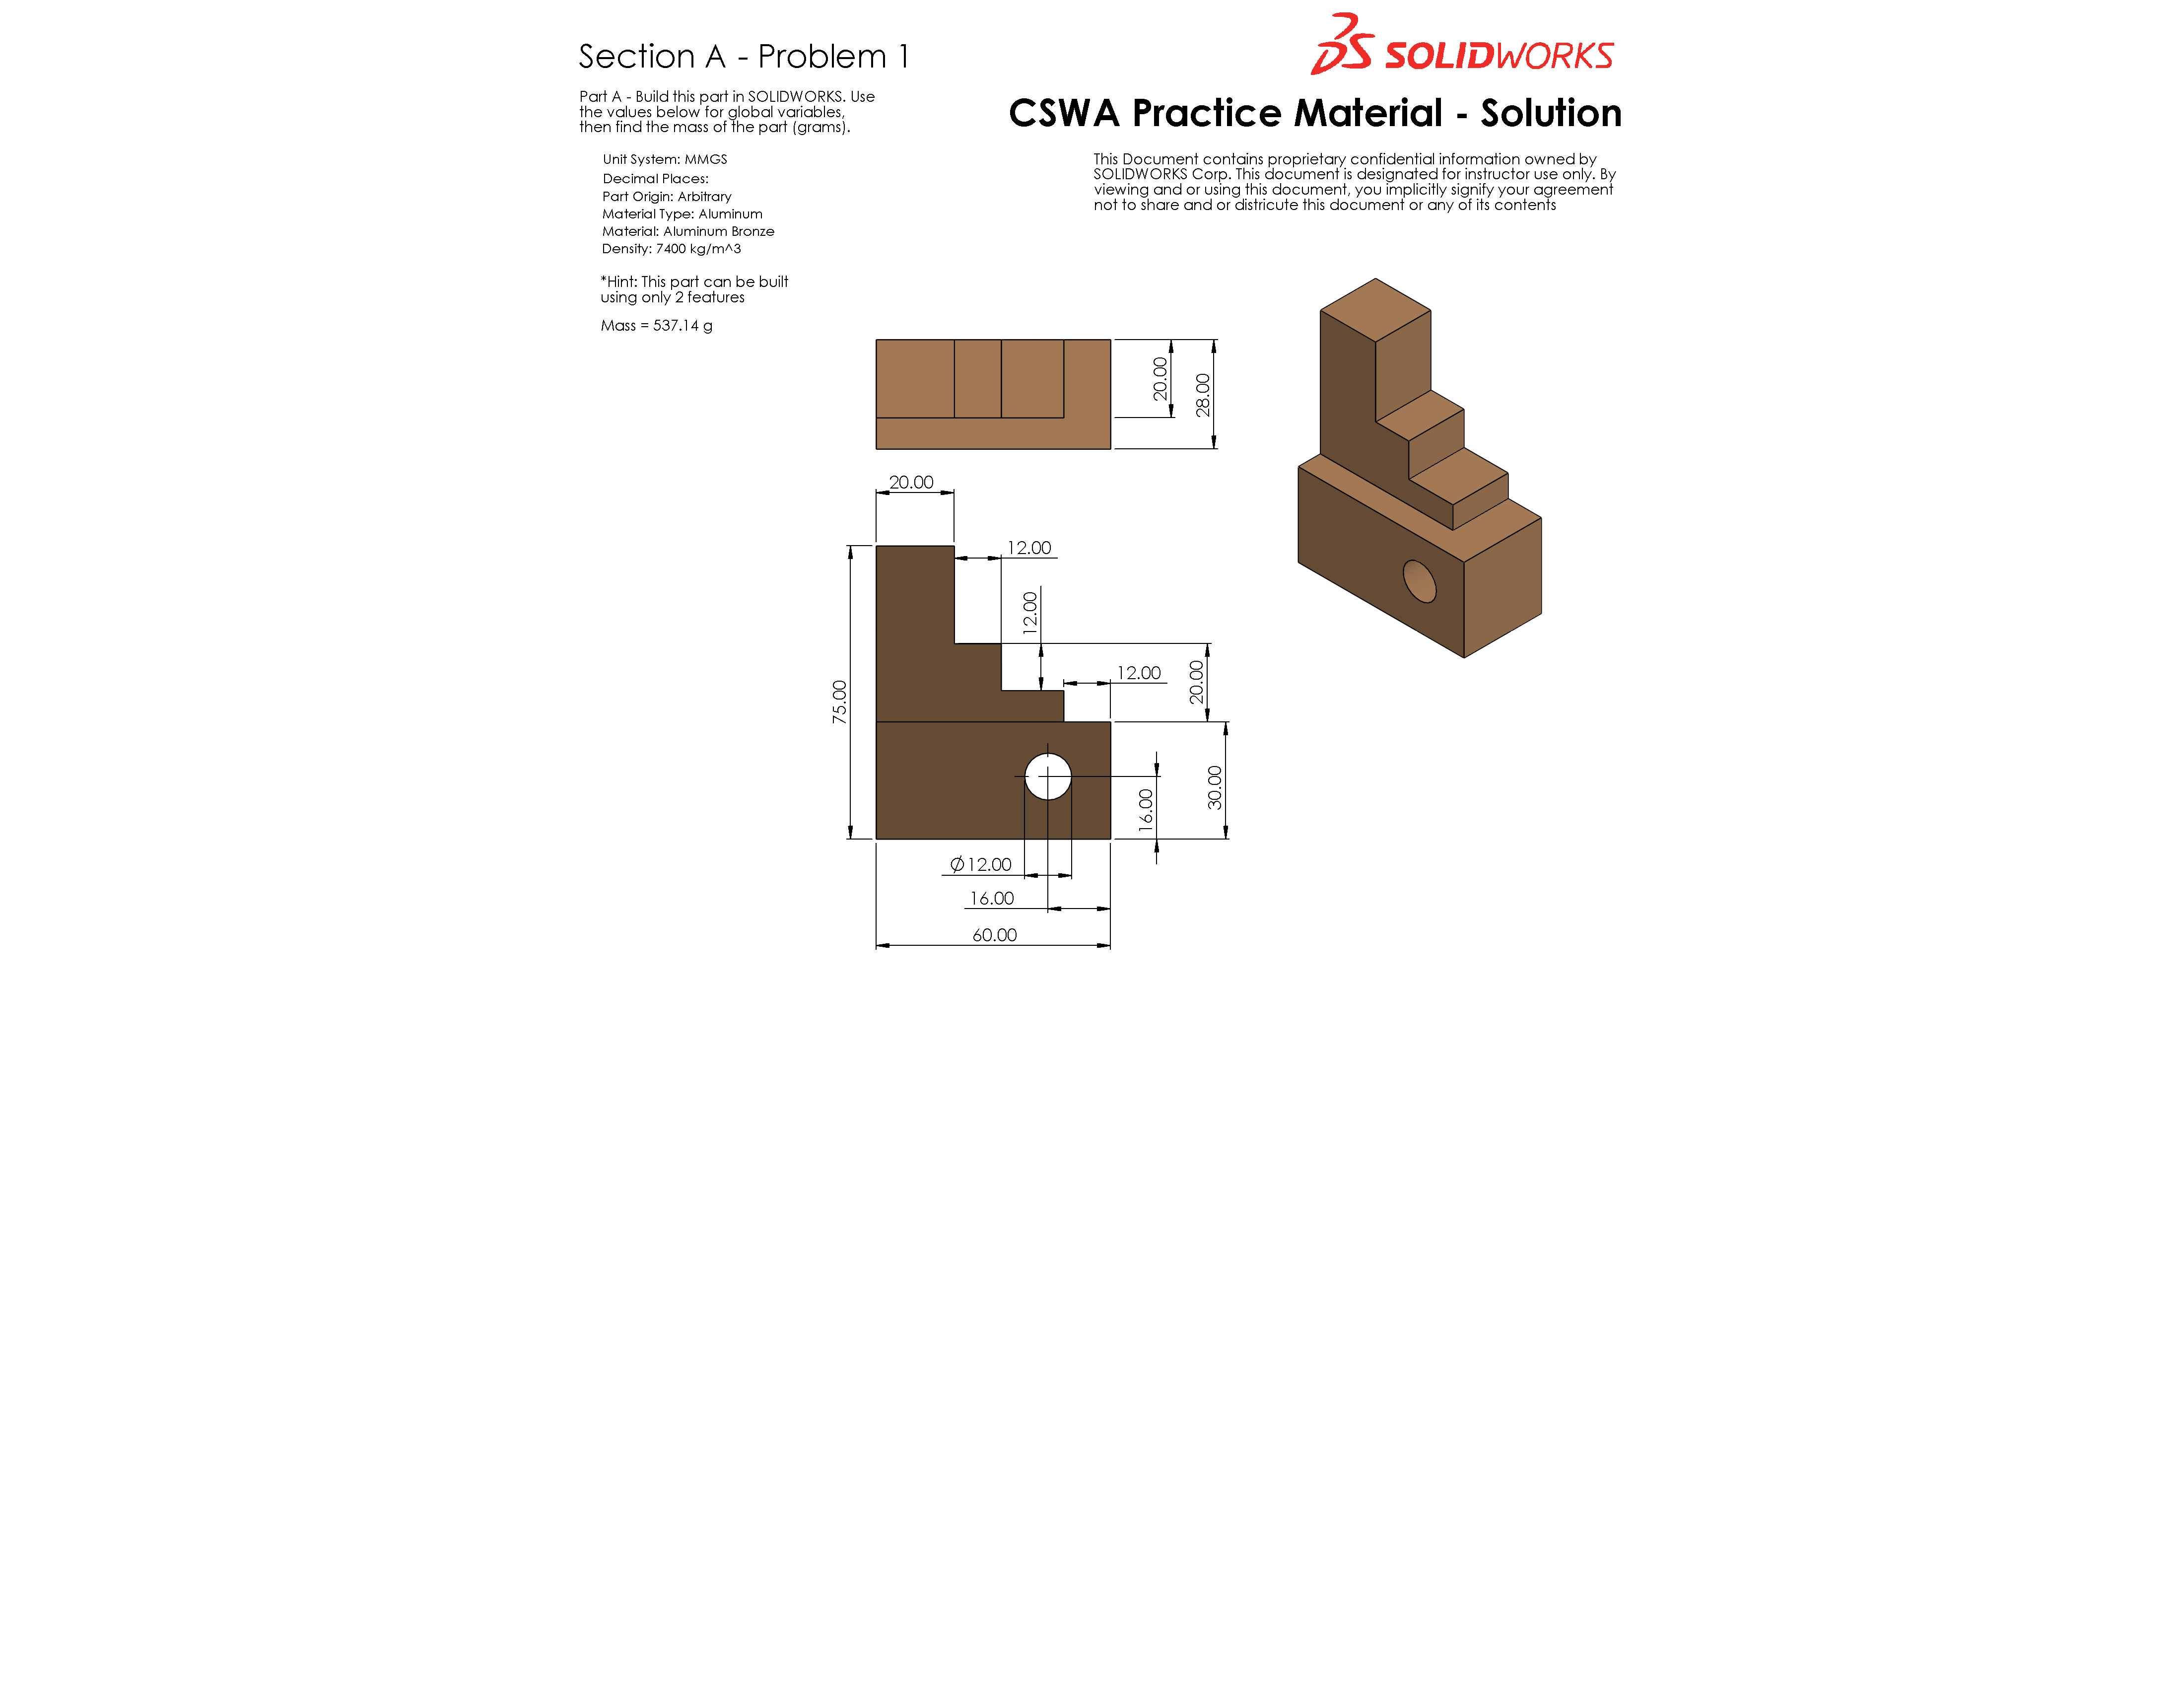 Section A - Problem 1
SOLIDWORKS
Part A - Build this part in SOLIDWORKS. Use
the values below for global variables,
then find the mass of the part (grams).
CSWA Practice Material - Solution
Unit System: MMGS
Decimal Places:
Part Origin: Arbitrary
Material Type: Aluminum
Material: Aluminum Bronze
Density: 7400 kg/m^3
This Document contains proprietary confidential information owned by
SOLIDWORKS Corp. This document is designated for instructor use only. By
viewing and or using this document, you implicitly signify your agreement
not to share and or districute this document or any of its contents
*Hint: This part can be built
using only 2 features
Mass = 537.14 g
20.00
28.00
20.00
12.00
12.00
12.00
20.00
75.00
30.00
16.00
Ø12.00
16.00
60.00